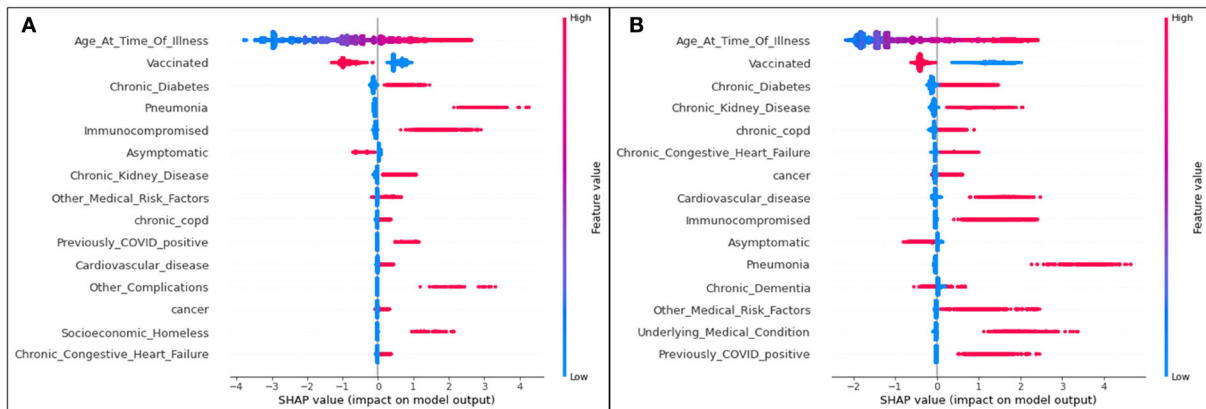 A
High
Age_At_Time_Of_Illness
Vaccinated
Chronic_Diabetes
Pneumonia
Immunocompromised
Asymptomatic
Chronic_Kidney_Disease
Other_Medical_Risk_Factors
chronic_copd
Previously_COVID_positive
Cardiovascular_disease
Other_Complications
cancer
Socioeconomic_Homeless
Chronic_Congestive_Heart_Failure
Feature value
Low
−4 −3 −2 −1 0 1 2 3 4
SHAP value (impact on model output)
B
High
Age_At_Time_Of_Illness
Vaccinated
Chronic_Diabetes
Chronic_Kidney_Disease
chronic_copd
Chronic_Congestive_Heart_Failure
cancer
Cardiovascular_disease
Immunocompromised
Asymptomatic
Pneumonia
Chronic_Dementia
Other_Medical_Risk_Factors
Underlying_Medical_Condition
Previously_COVID_positive
Feature value
Low
−2 −1 0 1 2 3 4
SHAP value (impact on model output)